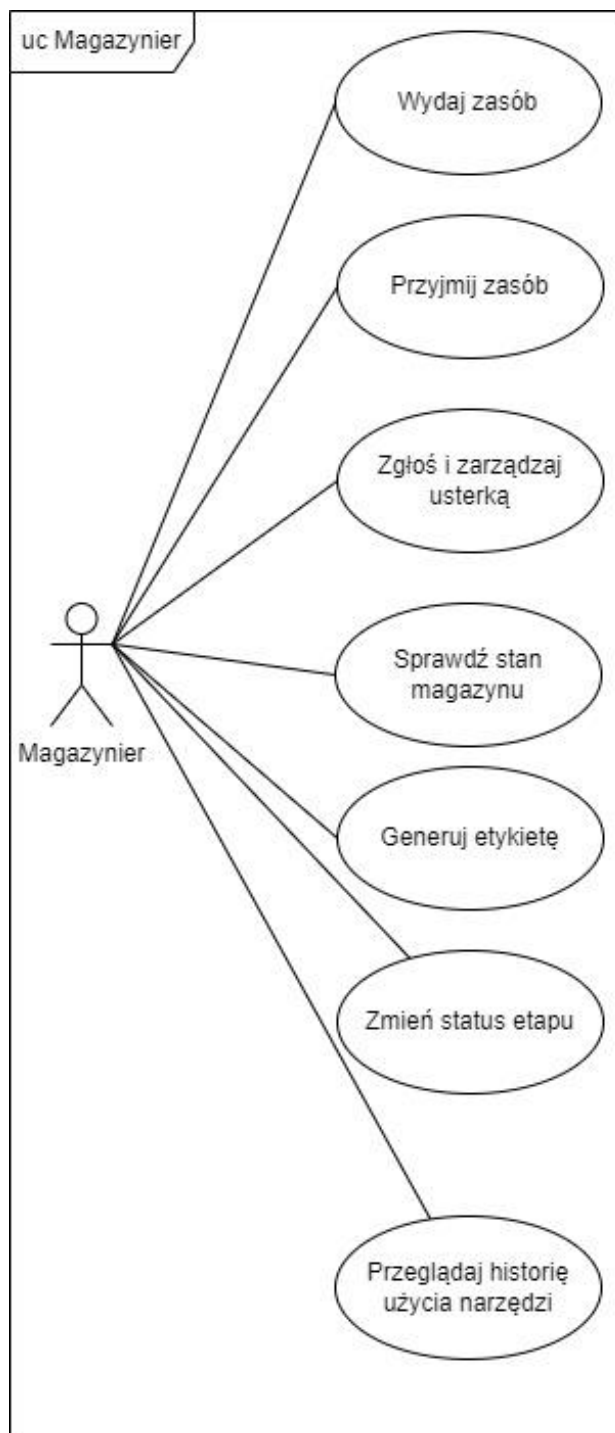 uc Magazynier
Wydaj zasób
Przyjmij zasób
Zgłoś i zarządzaj
usterką
Sprawdź stan
magazynu
Magazynier
Generuj etykietę
Zmień status etapu
Przeglądaj historię
użycia narzędzi